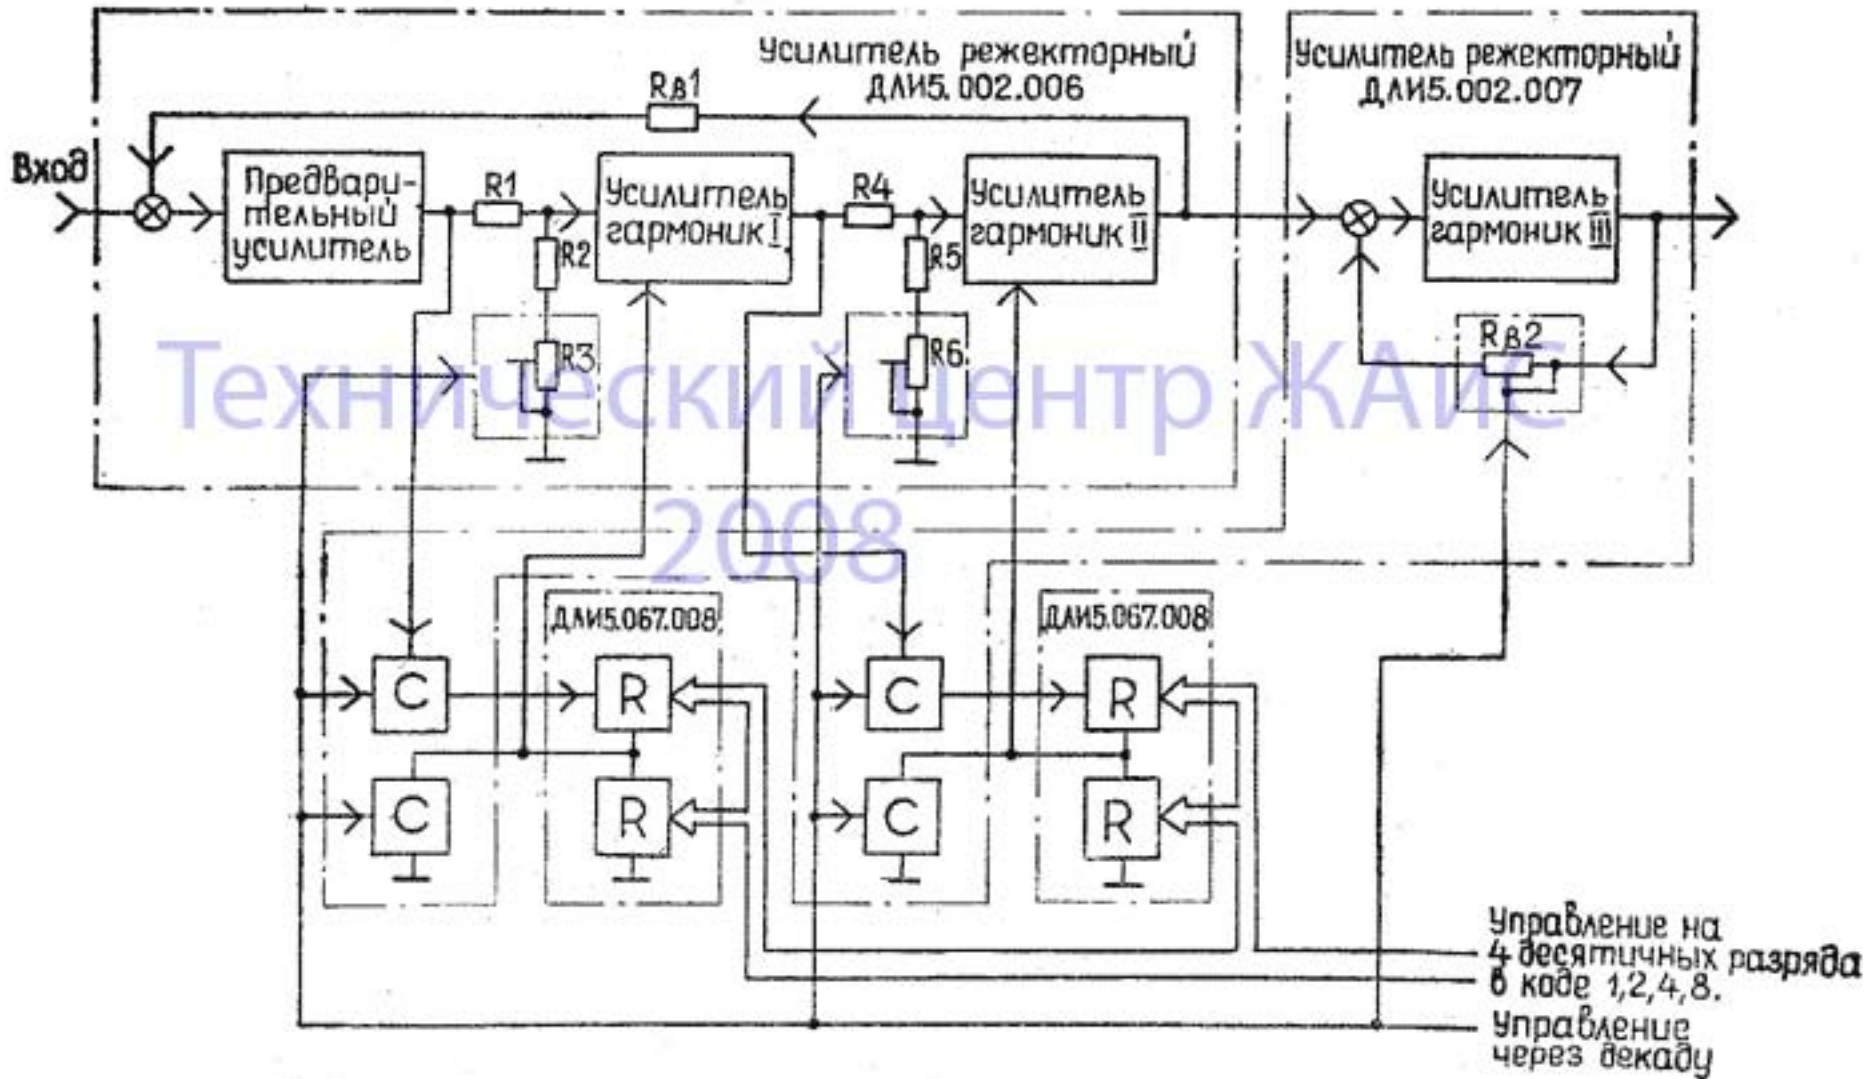 Усилитель режекторный
ДЛИ5.002.006
Усилитель режекторный
ДЛИ5.002.007
Rβ1
Вход
Предвари-
тельный
усилитель
R1
R2
R3
Усилитель
гармоник I
R4
R5
R6
Усилитель
гармоник II
Усилитель
гармоник III
Rβ2
Технический центр ЖАиС
2008
ДЛИ5.067.008
ДЛИ5.067.008
C
R
C
R
C
R
C
R
Управление на
4 десятичных разряда
в коде 1,2,4,8.
Управление
через декаду